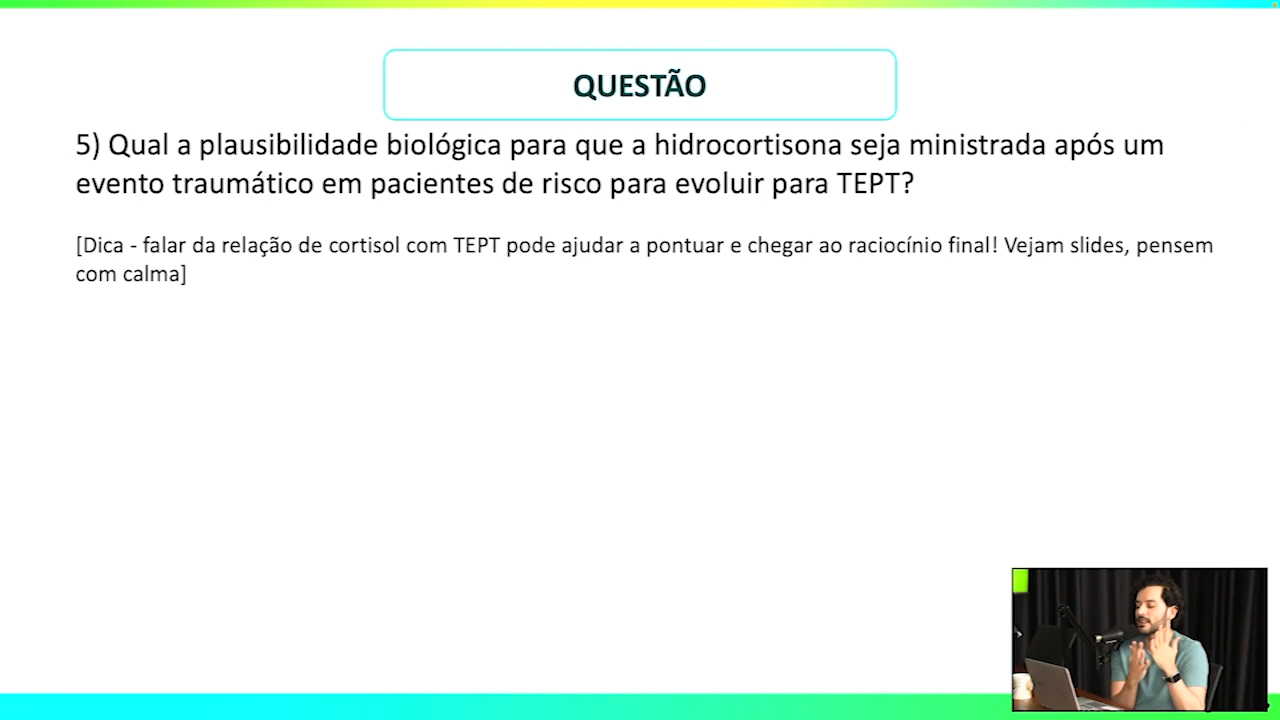 QUESTÃO
5) Qual a plausibilidade biológica para que a hidrocortisona seja ministrada após um
evento traumático em pacientes de risco para evoluir para TEPT?
[Dica - falar da relação de cortisol com TEPT pode ajudar a pontuar e chegar ao raciocínio final! Vejam slides, pensem
com calma]